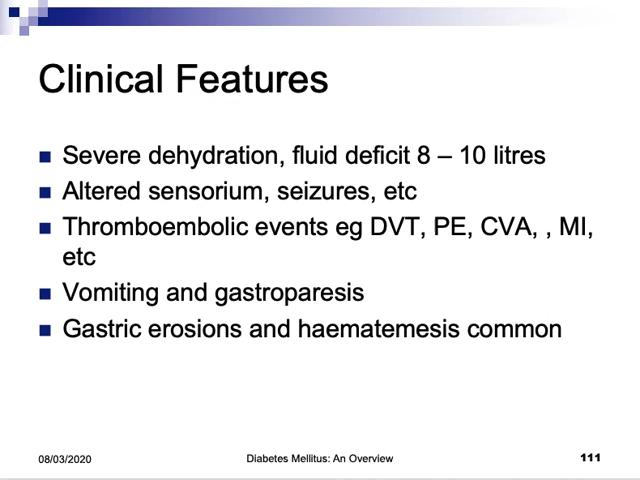 Clinical Features
Severe dehydration, fluid deficit 8 – 10 litres
Altered sensorium, seizures, etc
Thromboembolic events eg DVT, PE, CVA, , MI,
etc
Vomiting and gastroparesis
Gastric erosions and haematemesis common
08/03/2020
Diabetes Mellitus: An Overview
111